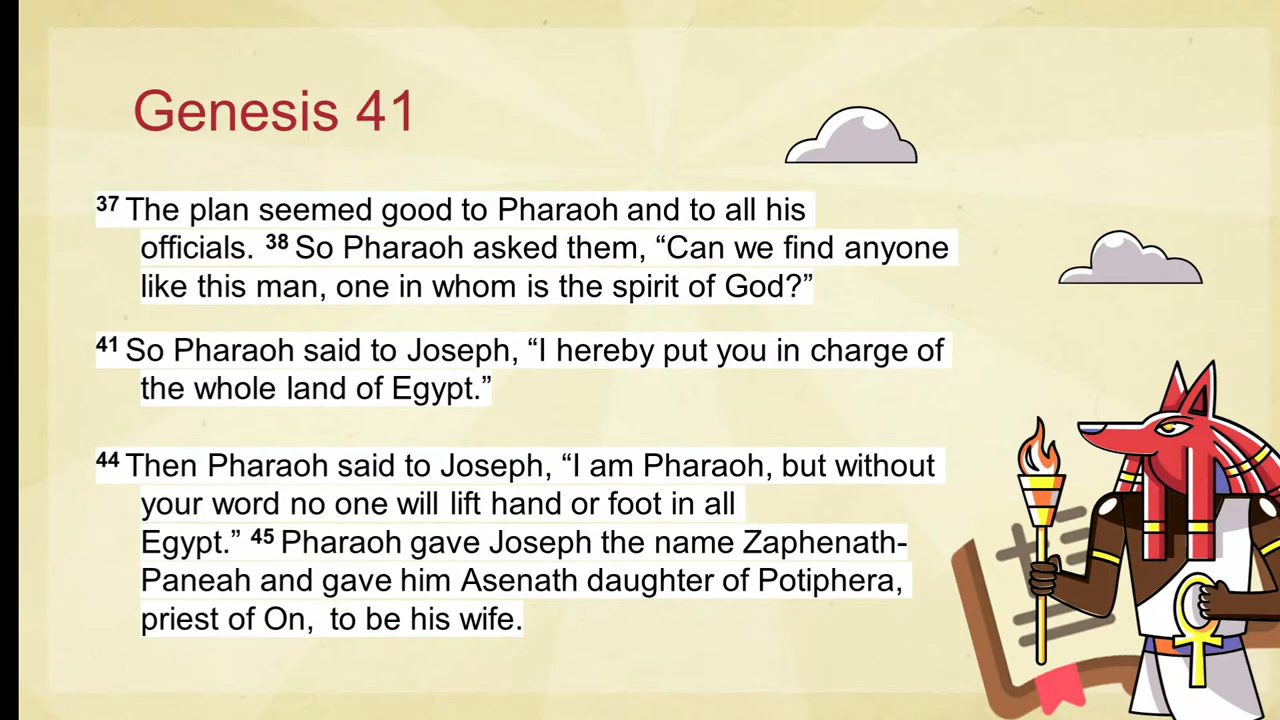 Genesis 41
37 The plan seemed good to Pharaoh and to all his
officials. 38 So Pharaoh asked them, “Can we find anyone
like this man, one in whom is the spirit of God?”
41 So Pharaoh said to Joseph, “I hereby put you in charge of
the whole land of Egypt.”
44 Then Pharaoh said to Joseph, “I am Pharaoh, but without
your word no one will lift hand or foot in all
Egypt.” 45 Pharaoh gave Joseph the name Zaphenath-
Paneah and gave him Asenath daughter of Potiphera,
priest of On, to be his wife.